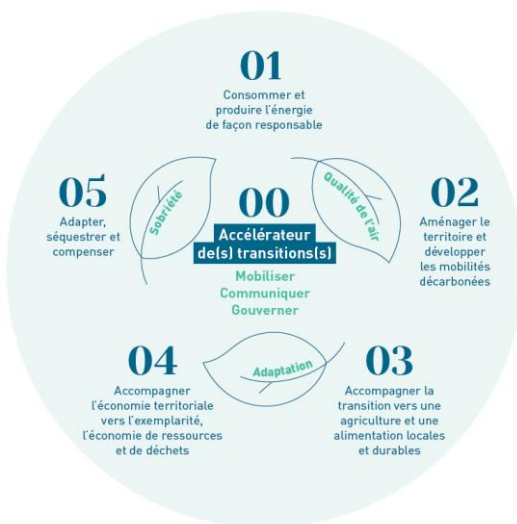 01
Consommer et
produire l'énergie
de façon responsable
05
Adapter,
séquestrer et
compenser
Sobriété
00
Accélérateur
de(s) transitions(s)
Mobiliser
Communiquer
Gouverner
Qualité de l'air
02
Aménager le
territoire et
développer
les mobilités
décarbonées
04
Accompagner
l'économie territoriale
vers l'exemplarité,
l'économie de ressources
et de déchets
Adaptation
03
Accompagner la
transition vers une
agriculture et une
alimentation locales
et durables